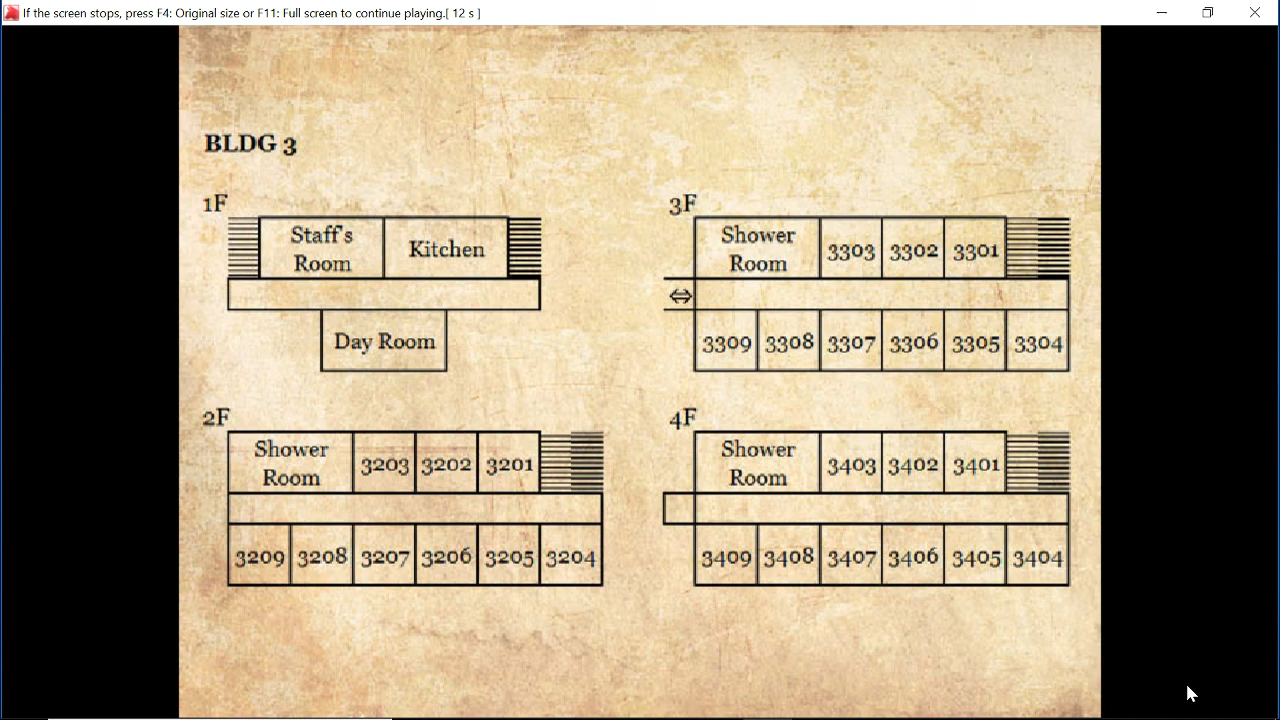 If the screen stops, press F4: Original size or F11: Full screen to continue playing.[ 12 s ]
BLDG 3
1F
Staff's
Room
Kitchen
Day Room
2F
Shower
Room
3203 3202 3201
3209 3208 3207 3206 3205 3204
3F
Shower
Room
3303 3302 3301
3309 3308 3307 3306 3305 3304
4F
Shower
Room
3403 3402 3401
3409 3408 3407 3406 3405 3404